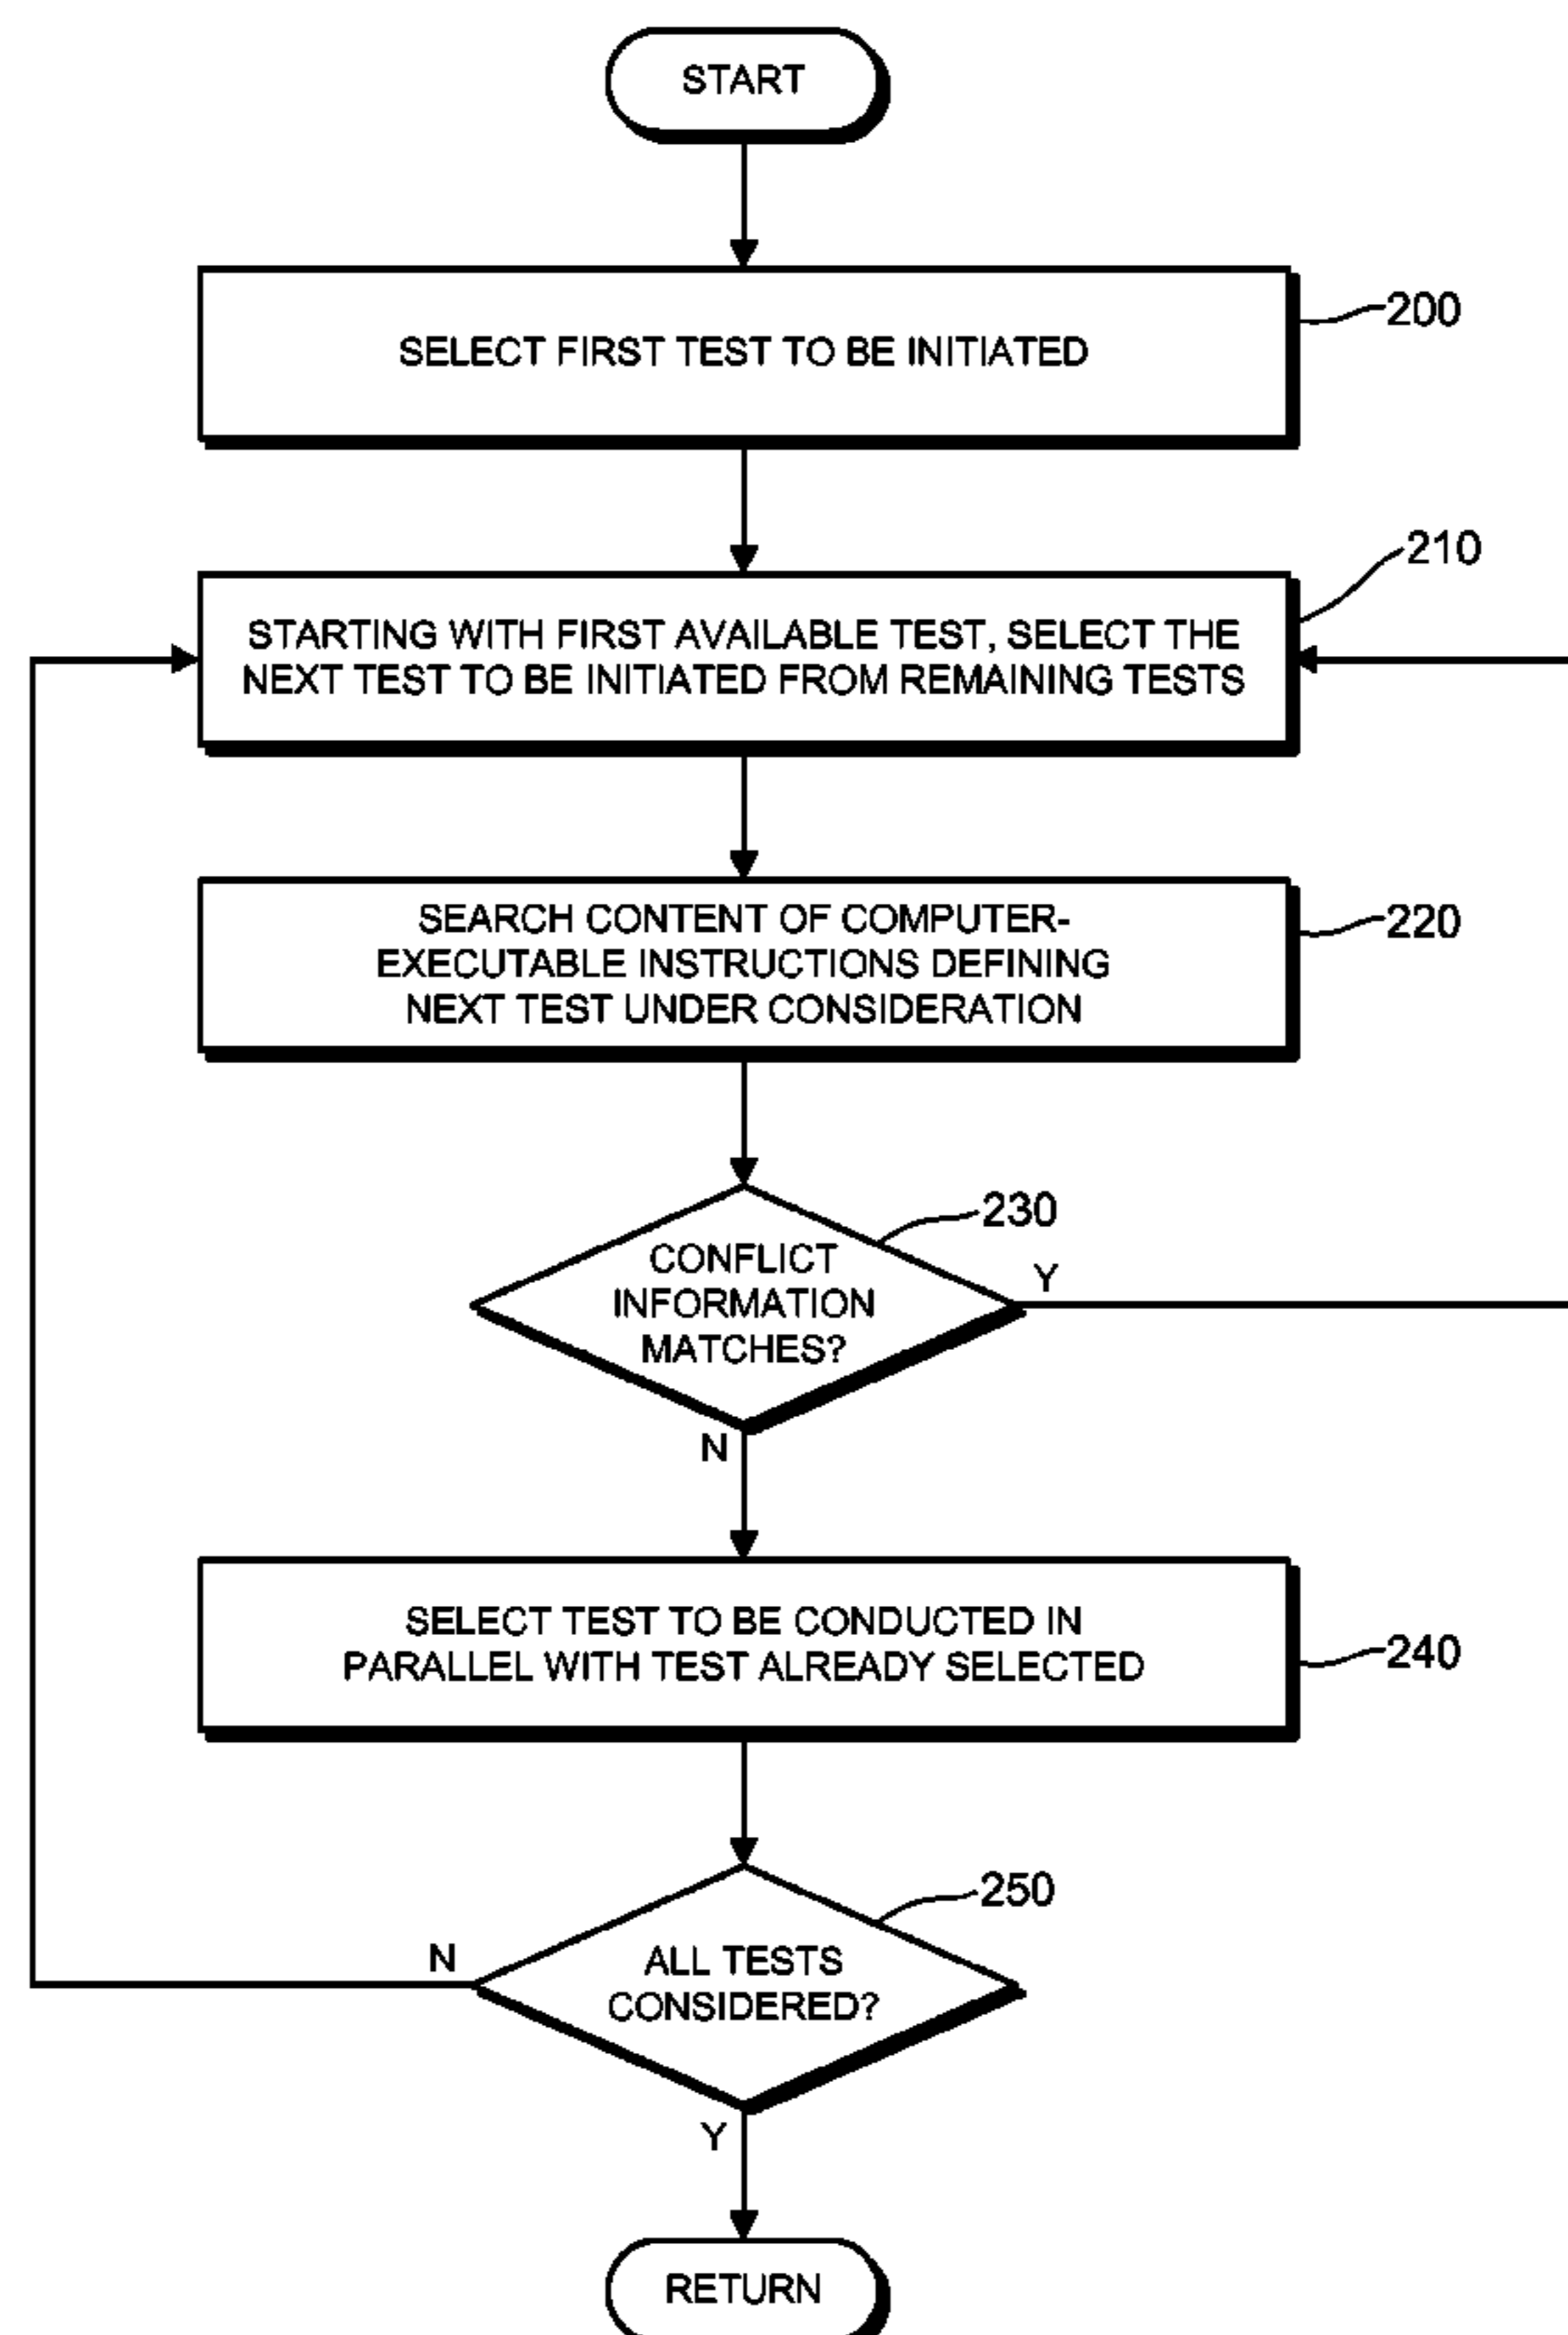 START
200
SELECT FIRST TEST TO BE INITIATED
210
STARTING WITH FIRST AVAILABLE TEST, SELECT THE
NEXT TEST TO BE INITIATED FROM REMAINING TESTS
220
SEARCH CONTENT OF COMPUTER-
EXECUTABLE INSTRUCTIONS DEFINING
NEXT TEST UNDER CONSIDERATION
230
CONFLICT
INFORMATION
MATCHES?
Y
N
SELECT TEST TO BE CONDUCTED IN
PARALLEL WITH TEST ALREADY SELECTED
240
250
N
ALL TESTS
CONSIDERED?
Y
RETURN